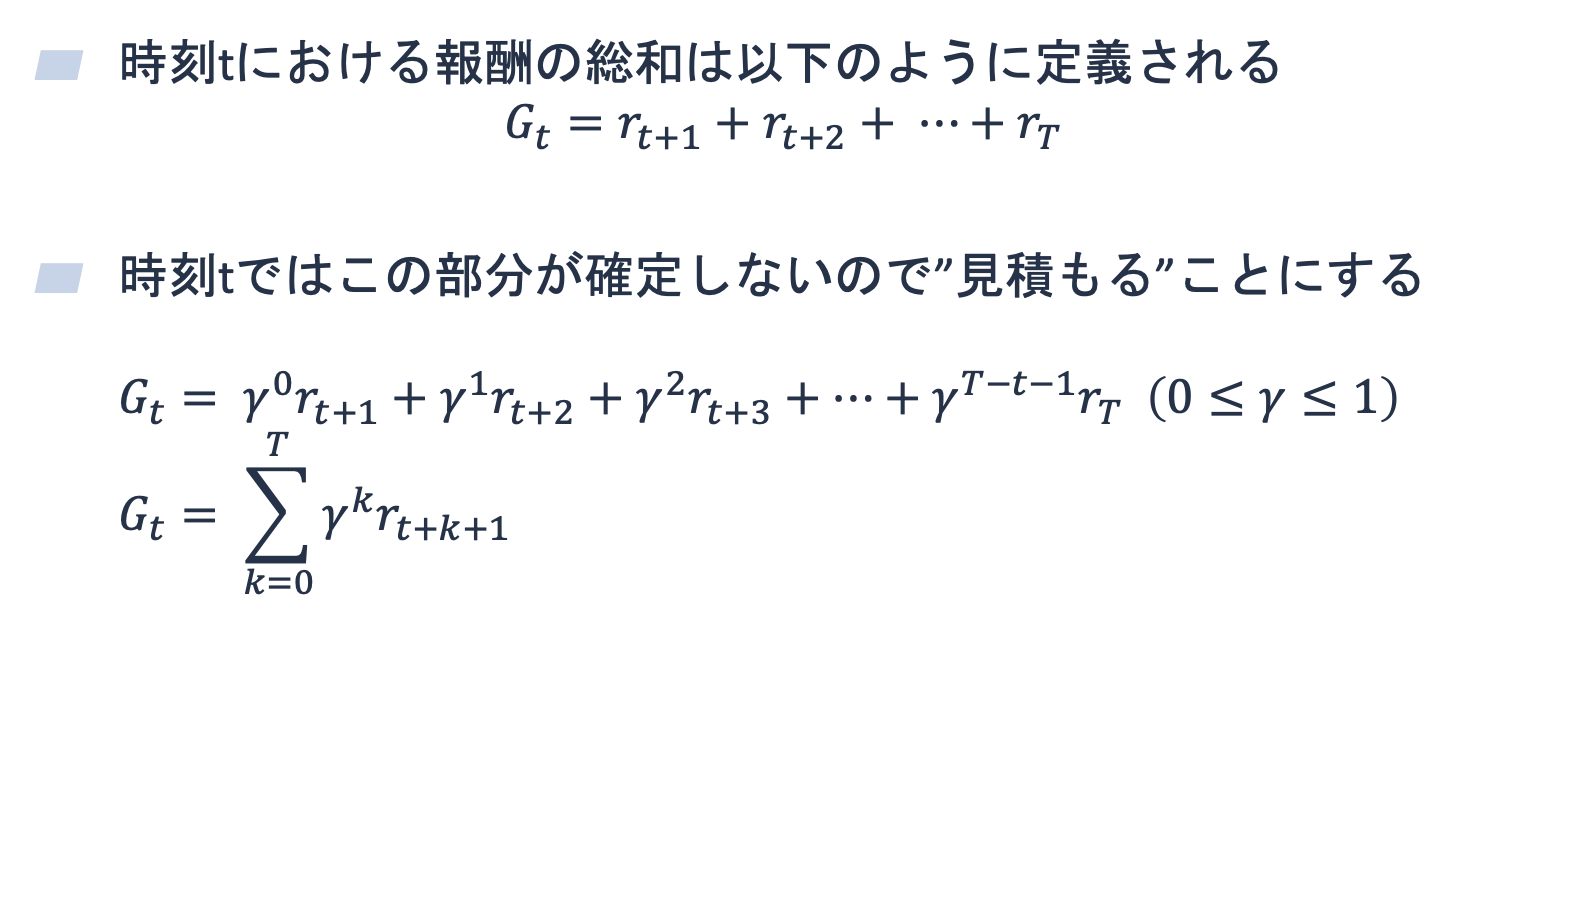 時刻tにおける報酬の総和は以下のように定義される
G_t = r_{t+1} + r_{t+2} + ⋯ + r_T
時刻tではこの部分が確定しないので”見積もる”ことにする
G_t = γ^0 r_{t+1} + γ^1 r_{t+2} + γ^2 r_{t+3} + ⋯ + γ^{T−t−1} r_T (0 ≤ γ ≤ 1)
G_t = ∑_{k=0}^{T} γ^k r_{t+k+1}